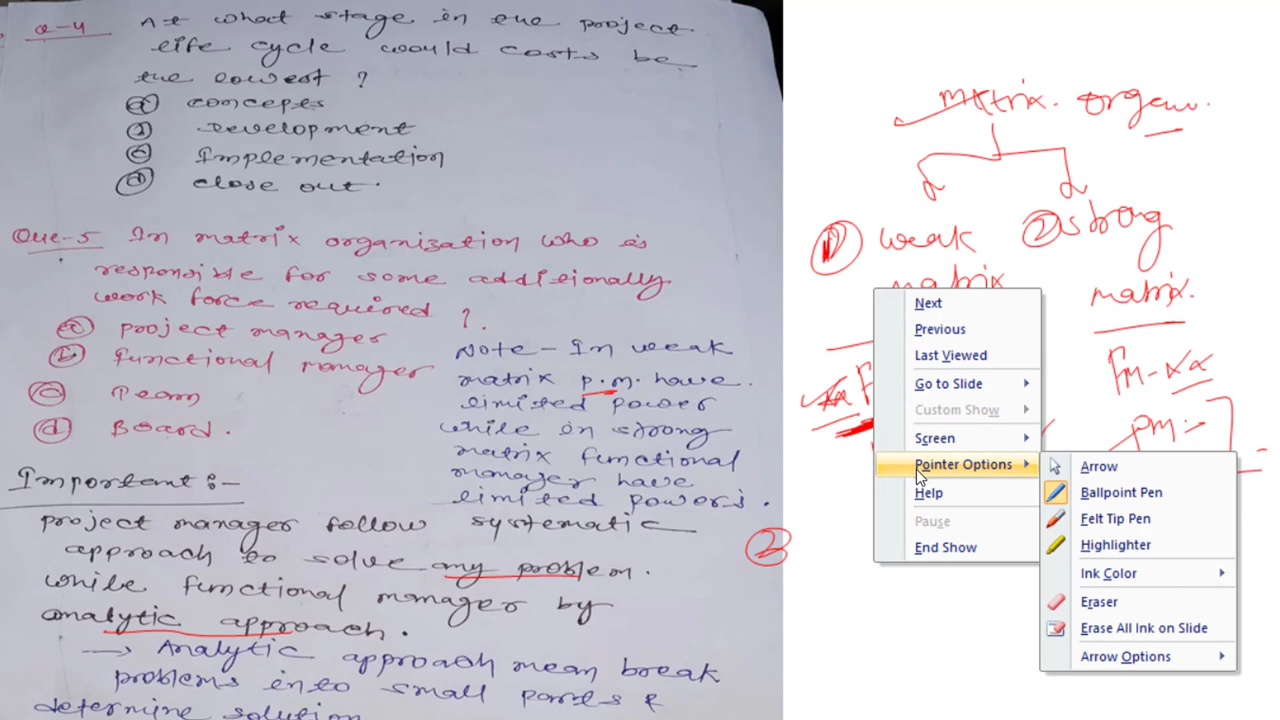 Q-4 At what stage in the project
life cycle would costs be
the lowest ?
(a) concepts
(b) Development
(c) Implementation
(d) close out.
Que-5 In matrix organization who is
responsible for some additionally
work force required ?
(a) project manager
(b) functional manager
(c) Team
(d) Board.
Note - In weak
matrix p.m. have
limited power
while in strong
matrix functional
manager have
limited powers.
Important :-
project manager follow systematic
approach to solve any problem.
while functional manager by
analytic approach.
→ Analytic approach mean break
problems into small parts &
determine solution
matrix organ.
① weak
matrix
② strong
matrix.
Fm-
pm :-
Next
Previous
Last Viewed
Go to Slide
Custom Show
Screen
Pointer Options
Help
Pause
End Show
Arrow
Ballpoint Pen
Felt Tip Pen
Highlighter
Ink Color
Eraser
Erase All Ink on Slide
Arrow Options